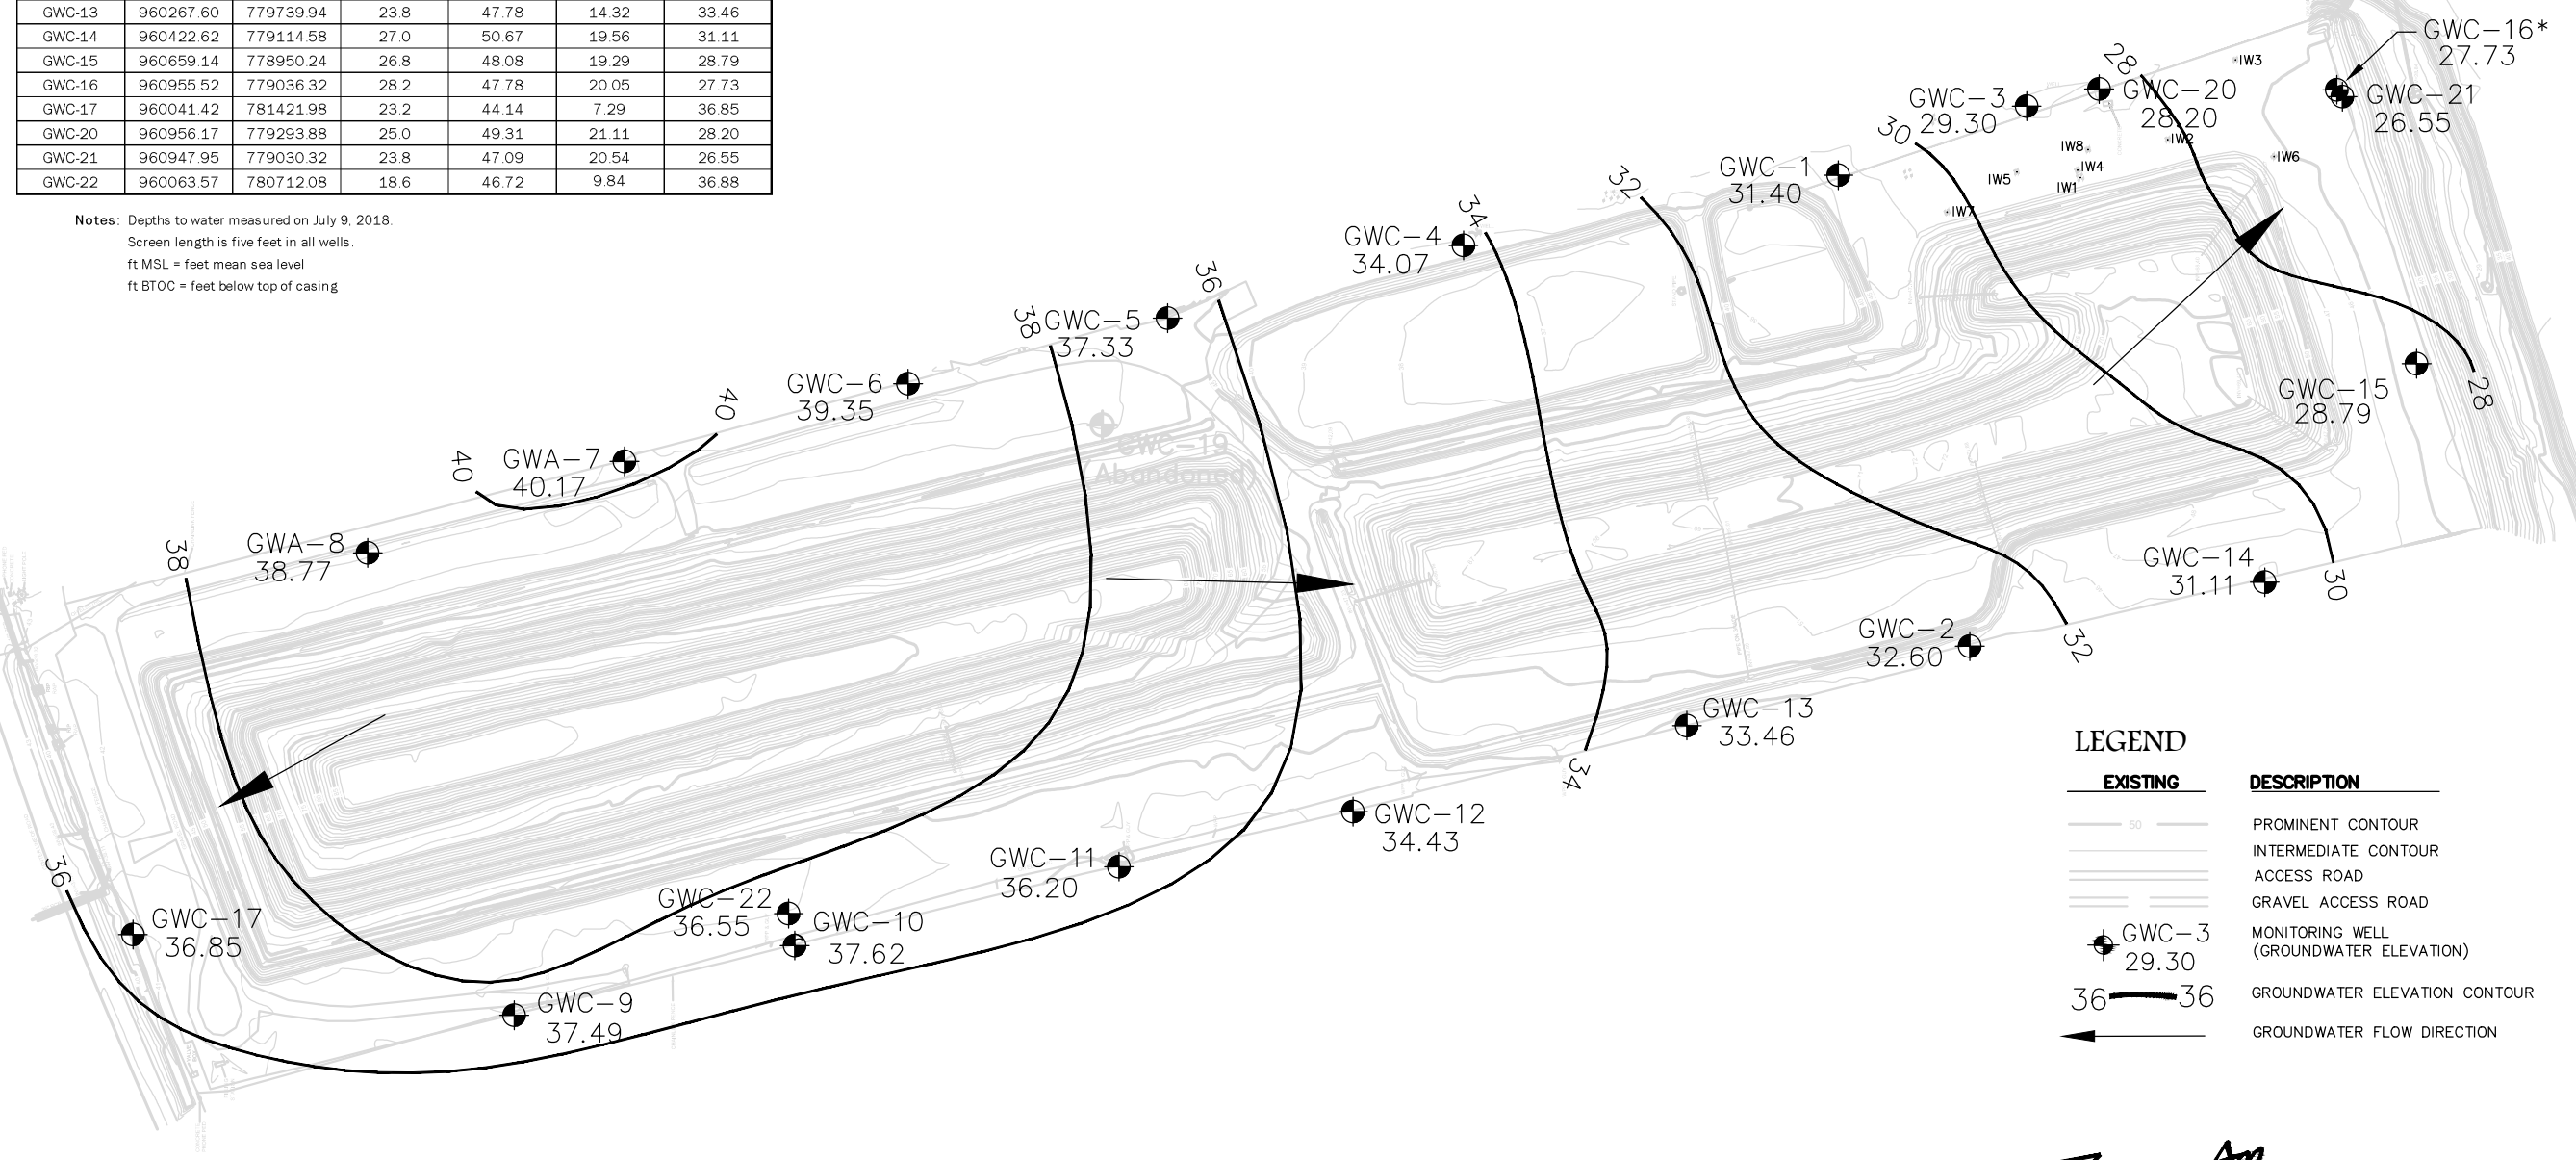 GWC-13 960267.60 779739.94 23.8 47.78 14.32 33.46
GWC-14 960422.62 779114.58 27.0 50.67 19.56 31.11
GWC-15 960659.14 778950.24 26.8 48.08 19.29 28.79
GWC-16 960955.52 779036.32 28.2 47.78 20.05 27.73
GWC-17 960041.42 781421.98 23.2 44.14 7.29 36.85
GWC-20 960956.17 779293.88 25.0 49.31 21.11 28.20
GWC-21 960947.95 779030.32 23.8 47.09 20.54 26.55
GWC-22 960063.57 780712.08 18.6 46.72 9.84 36.88
Notes: Depths to water measured on July 9, 2018.
Screen length is five feet in all wells.
ft MSL = feet mean sea level
ft BTOC = feet below top of casing
GWC-16*
27.73
28
IW3
GWC-20
28.20
GWC-21
26.55
GWC-3
29.30
30
IW2
IW8
IW6
IW4
IW5
IW1
IW7
GWC-1
31.40
32
34
GWC-4
34.07
36
38
GWC-5
37.33
GWC-6
39.35
GWC-15
28.79
28
40
GWC-19
(Abandoned)
40
GWA-7
40.17
38
GWA-8
38.77
GWC-14
31.11
30
GWC-2
32.60
32
GWC-13
33.46
34
GWC-12
34.43
GWC-11
36.20
36
GWC-22
36.55
GWC-10
37.62
GWC-17
36.85
GWC-9
37.49
LEGEND
EXISTING DESCRIPTION
50 PROMINENT CONTOUR
INTERMEDIATE CONTOUR
ACCESS ROAD
GRAVEL ACCESS ROAD
GWC-3 MONITORING WELL
29.30 (GROUNDWATER ELEVATION)
36 36 GROUNDWATER ELEVATION CONTOUR
GROUNDWATER FLOW DIRECTION